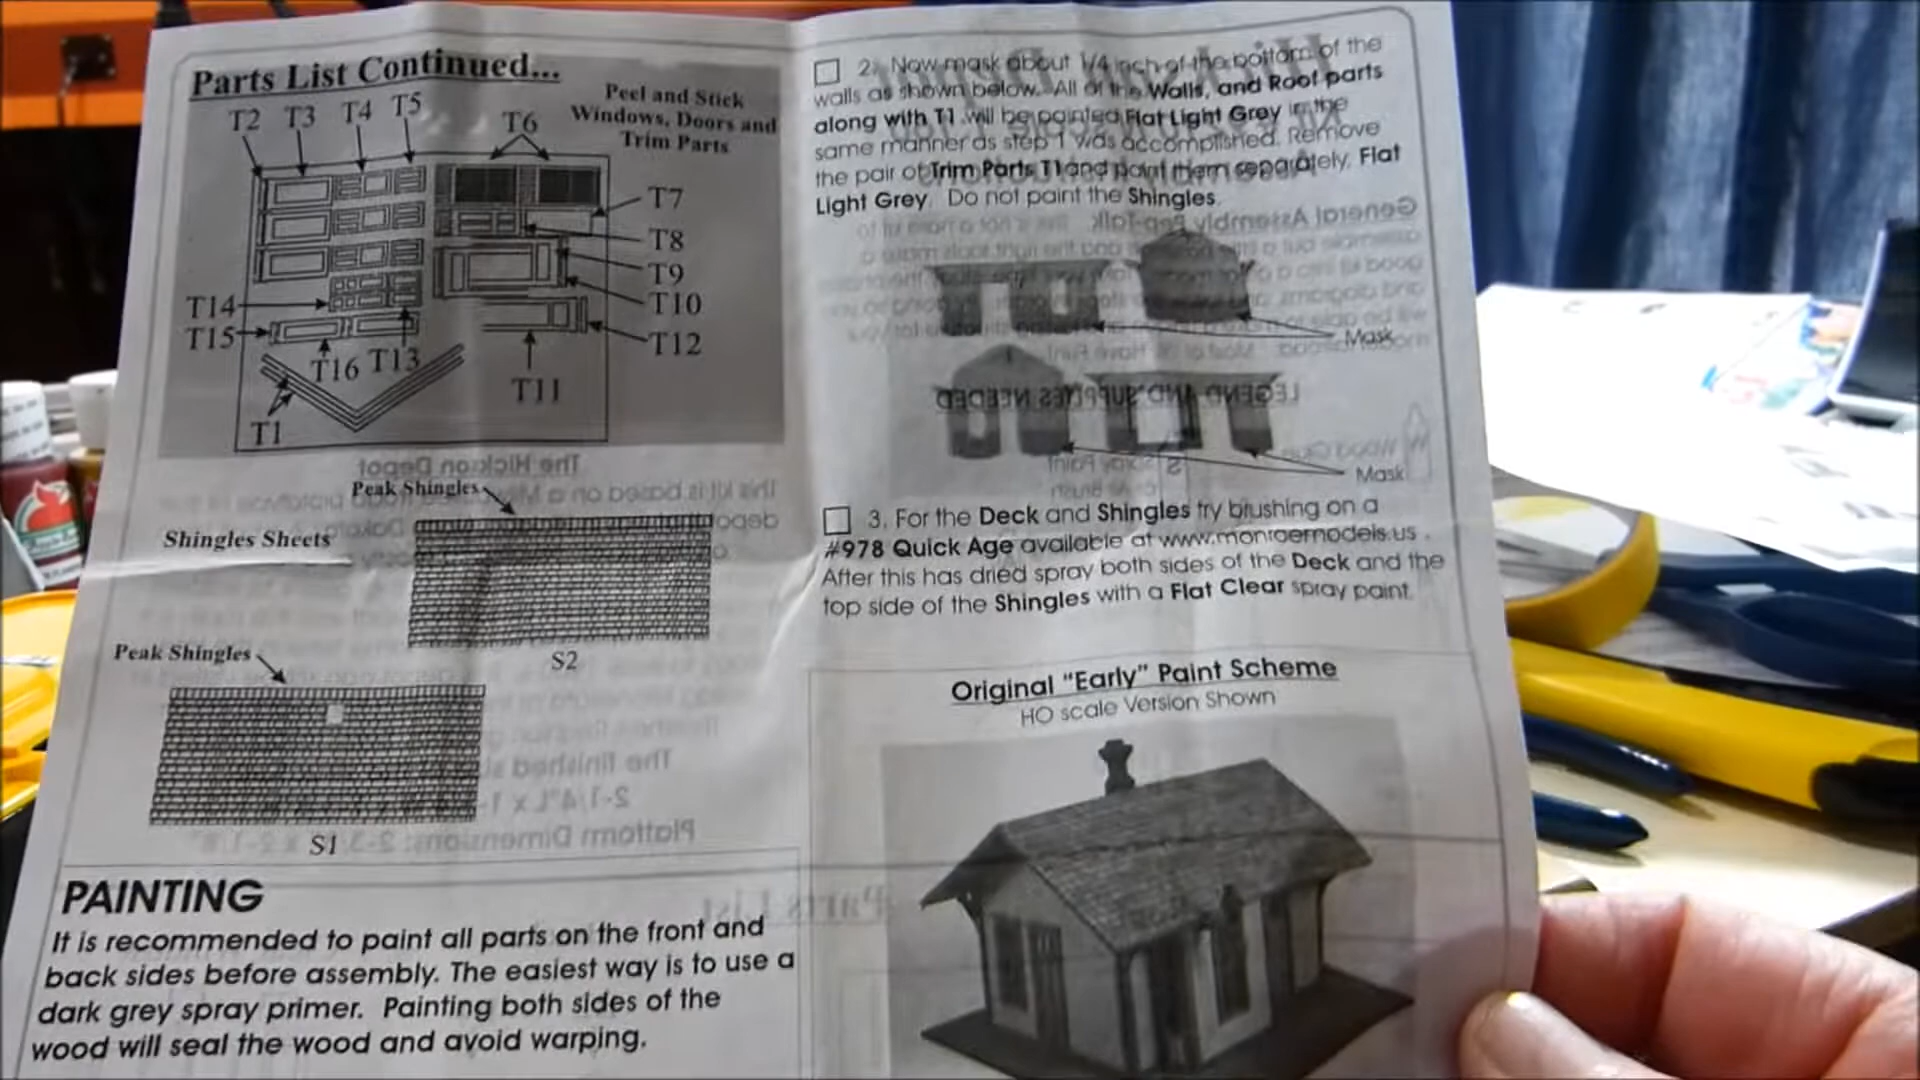 Parts List Continued...
T2 T3 T4 T5
T6
Peel and Stick
Windows, Doors and
Trim Parts
T7
T8
T9
T10
T12
T14
T15
T16 T13
T11
T1
Peak Shingles
Shingles Sheets
S2
Peak Shingles
S1
PAINTING
It is recommended to paint all parts on the front and
back sides before assembly. The easiest way is to use a
dark grey spray primer. Painting both sides of the
wood will seal the wood and avoid warping.
2. Now mask about 1/4 inch of the bottom of the
walls as shown below. All of the Walls, and Roof parts
along with T1 will be painted Flat Light Grey in the
same manner as step 1 was accomplished. Remove
the pair of Trim Parts T1 and paint them separately, Flat
Light Grey. Do not paint the Shingles.
Mask
Mask
3. For the Deck and Shingles try brushing on a
#978 Quick Age available at www.monroemodels.us .
After this has dried spray both sides of the Deck and the
top side of the Shingles with a Flat Clear spray paint.
Original "Early" Paint Scheme
HO scale Version Shown